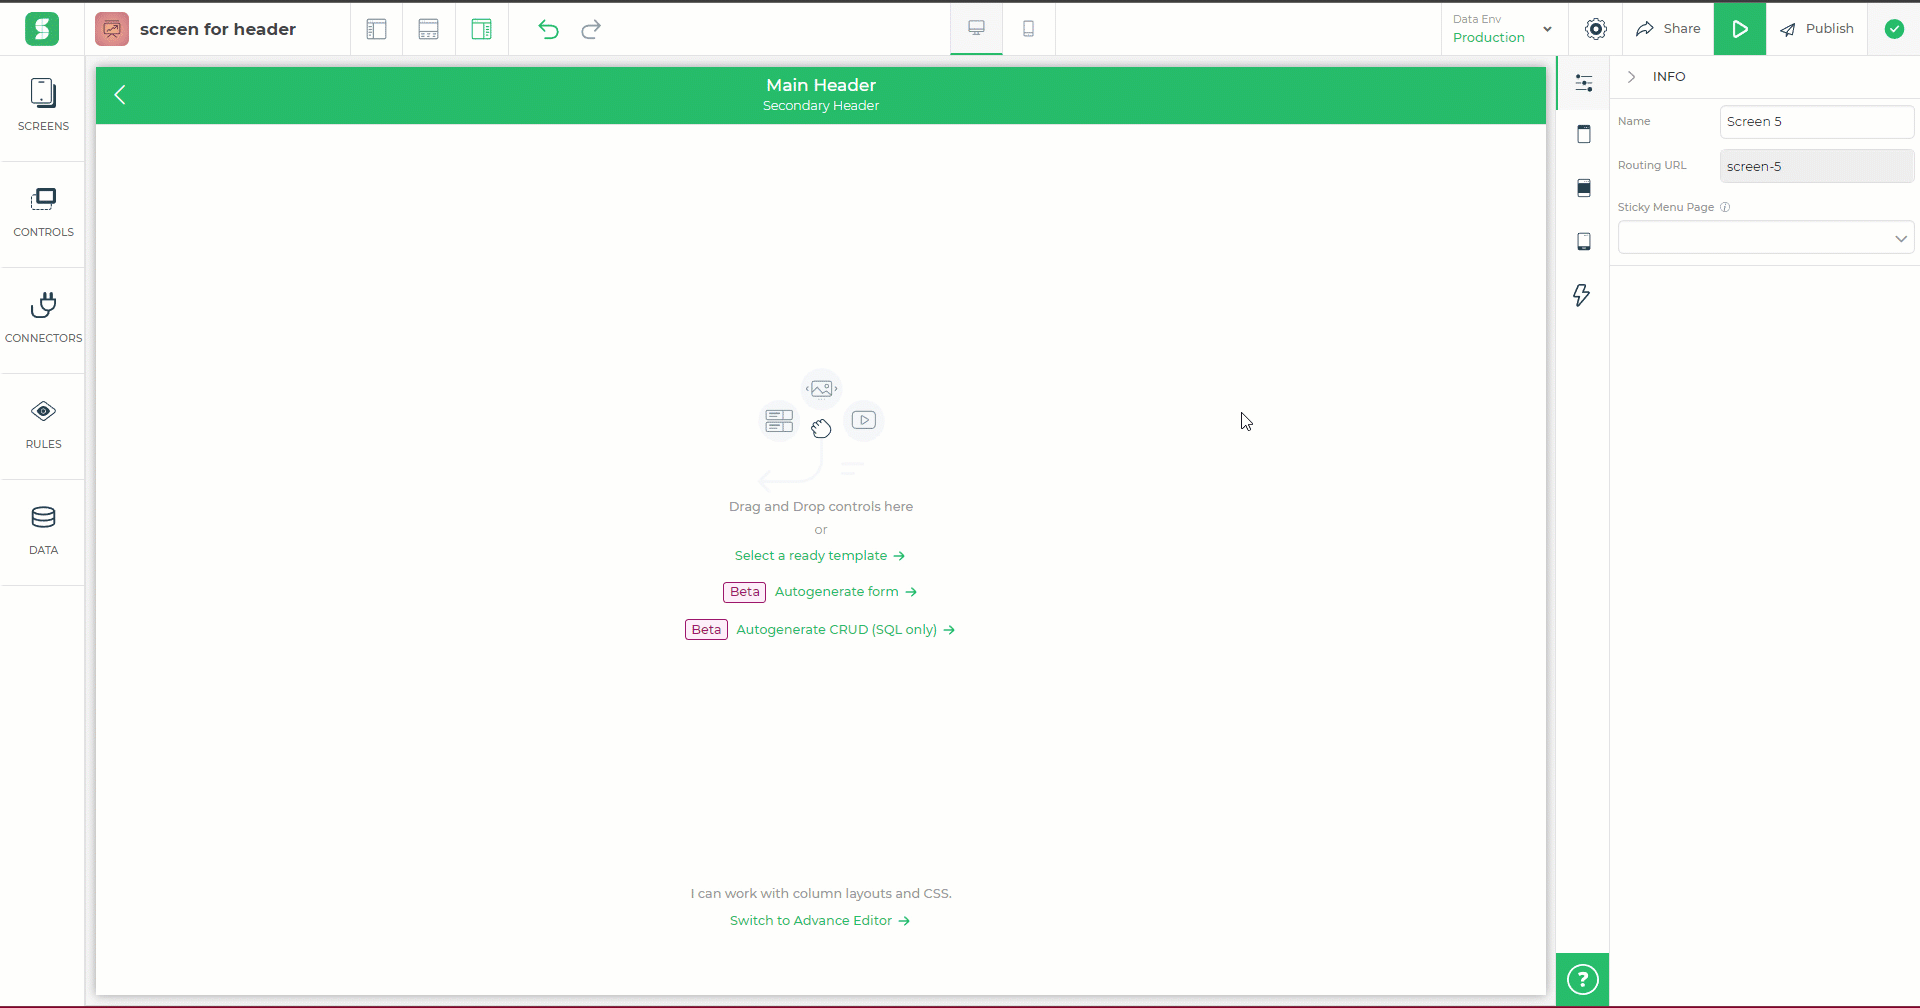 screen for header
Data Env
Production
Share
Publish
SCREENS
CONTROLS
CONNECTORS
RULES
DATA
Main Header
Secondary Header
Drag and Drop controls here
or
Select a ready template
Beta Autogenerate form
Beta Autogenerate CRUD (SQL only)
I can work with column layouts and CSS.
Switch to Advance Editor
INFO
Name Screen 5
Routing URL screen-5
Sticky Menu Page